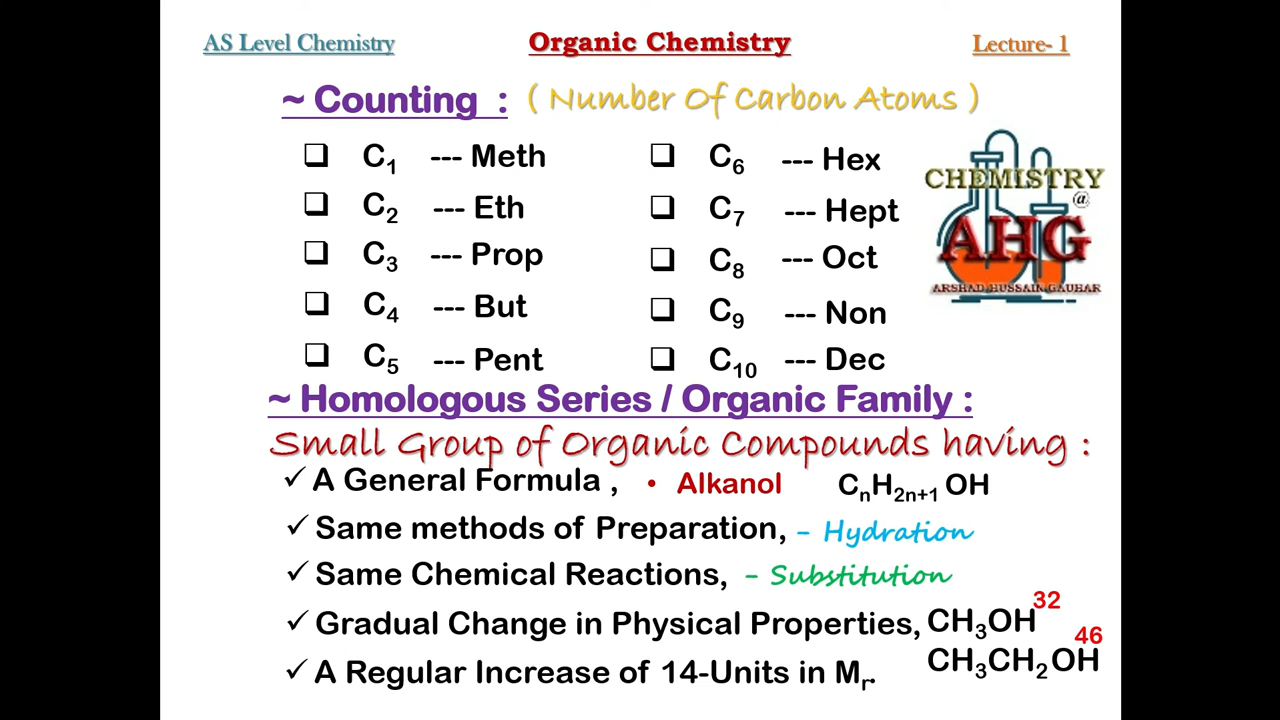 AS Level Chemistry Organic Chemistry Lecture- 1
~ Counting : ( Number Of Carbon Atoms )
❑ C₁ --- Meth
❑ C₂ --- Eth
❑ C₃ --- Prop
❑ C₄ --- But
❑ C₅ --- Pent
❑ C₆ --- Hex
❑ C₇ --- Hept
❑ C₈ --- Oct
❑ C₉ --- Non
❑ C₁₀ --- Dec
CHEMISTRY
@
AHG
ARSHAD HUSSAIN GAUHAR
~ Homologous Series / Organic Family :
Small Group of Organic Compounds having :
✓ A General Formula , • Alkanol CₙH₂ₙ₊₁ OH
✓ Same methods of Preparation, - Hydration
✓ Same Chemical Reactions, - Substitution
✓ Gradual Change in Physical Properties, CH₃OH 32
✓ A Regular Increase of 14-Units in Mᵣ. CH₃CH₂OH 46